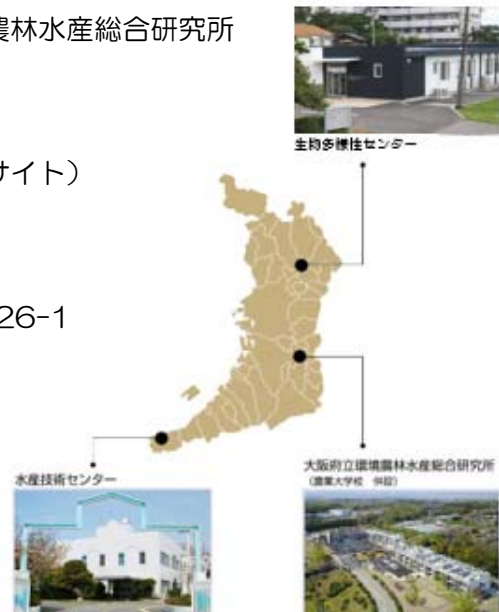 農林水産総合研究所
生物多様性センター
サイト）
26-1
水産技術センター
大阪府立環境農林水産総合研究所
（農業大学校　併設）